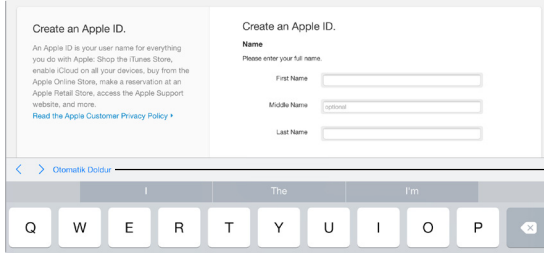 Create an Apple ID.
An Apple ID is your user name for everything
you do with Apple: Shop the iTunes Store,
enable iCloud on all your devices, buy from the
Apple Online Store, make a reservation at an
Apple Retail Store, access the Apple Support
website, and more.
Read the Apple Customer Privacy Policy
Create an Apple ID.
Name
Please enter your full name.
First Name
Middle Name optional
Last Name
Otomatik Doldur
I The I'm
Q W E R T Y U I O P